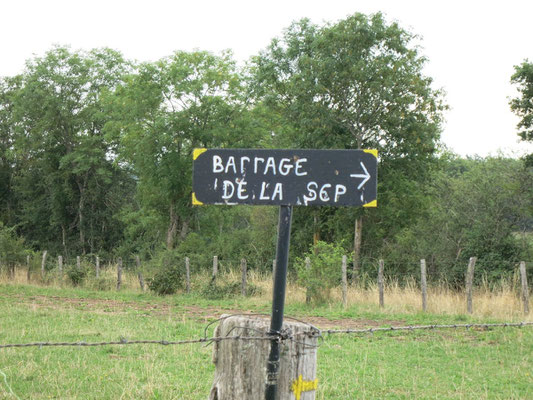 BARRAGE →
DE LA SEP